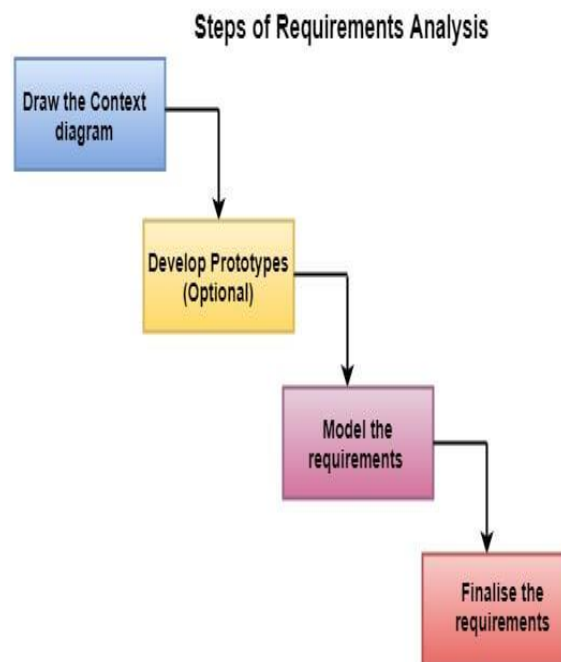 Steps of Requirements Analysis
Draw the Context
diagram
Develop Prototypes
(Optional)
Model the
requirements
Finalise the
requirements